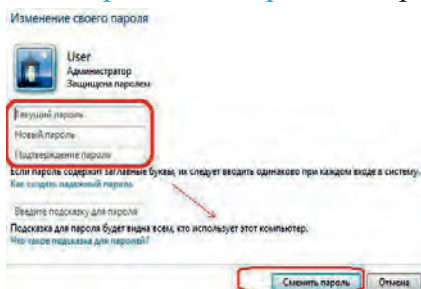 Изменение своего пароля
User
Администратор
Защищена паролем
Текущий пароль
Новый пароль
Подтверждение пароля
Если пароль содержит заглавные буквы, их следует вводить одинаково при каждом входе в систему.
Как создать надежный пароль
Введите подсказку для пароля
Подсказка для пароля будет видна всем, кто использует этот компьютер.
Что такое подсказка для паролей?
Сменить пароль Отмена